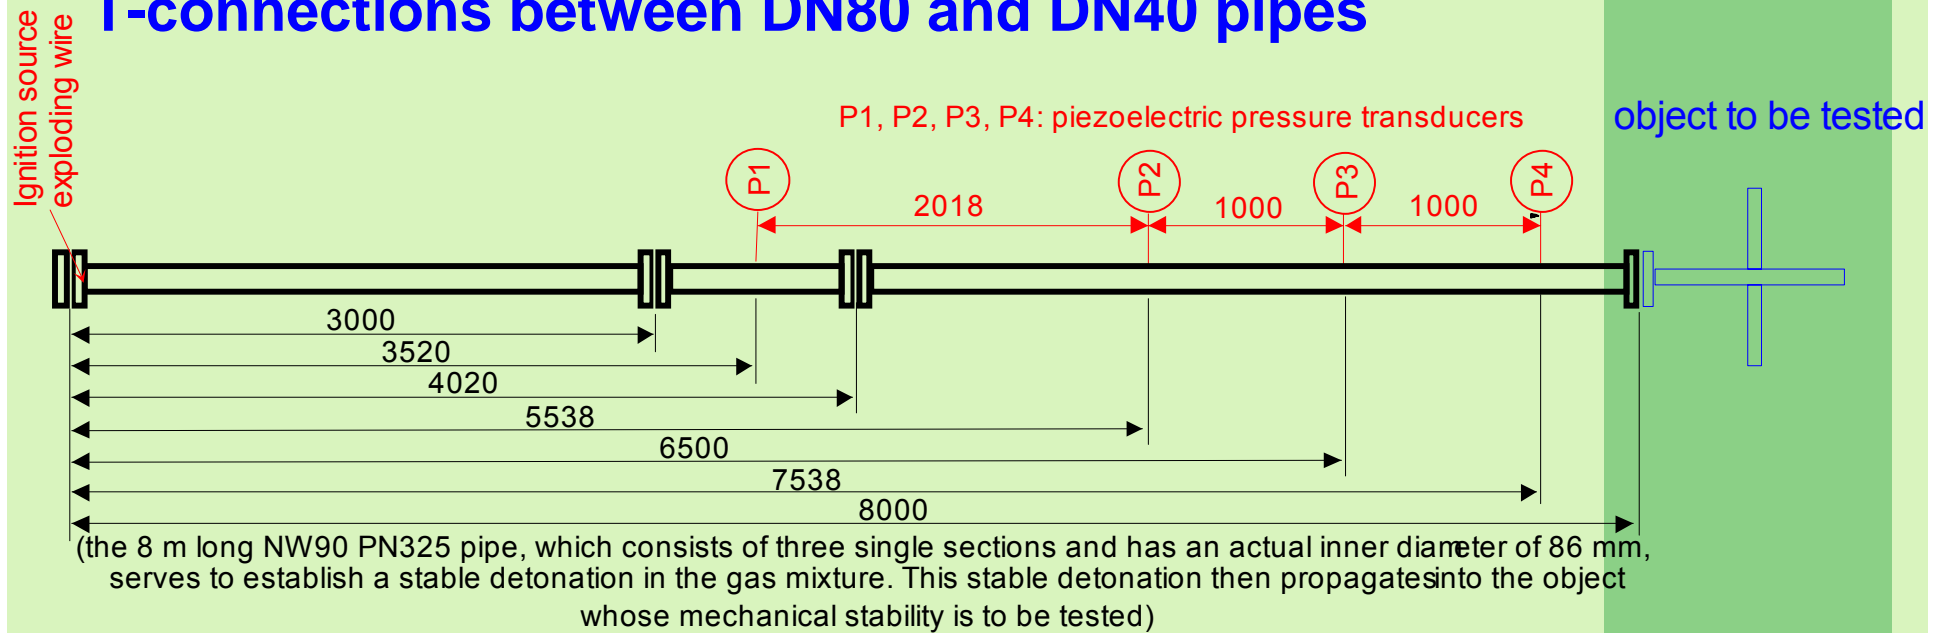 T-connections between DN80 and DN40 pipes
Ignition source
exploding wire
P1, P2, P3, P4: piezoelectric pressure transducers
object to be tested
P1
P2
P3
P4
2018
1000
1000
3000
3520
4020
5538
6500
7538
8000
(the 8 m long NW90 PN325 pipe, which consists of three single sections and has an actual inner diameter of 86 mm,
serves to establish a stable detonation in the gas mixture. This stable detonation then propagates into the object
whose mechanical stability is to be tested)